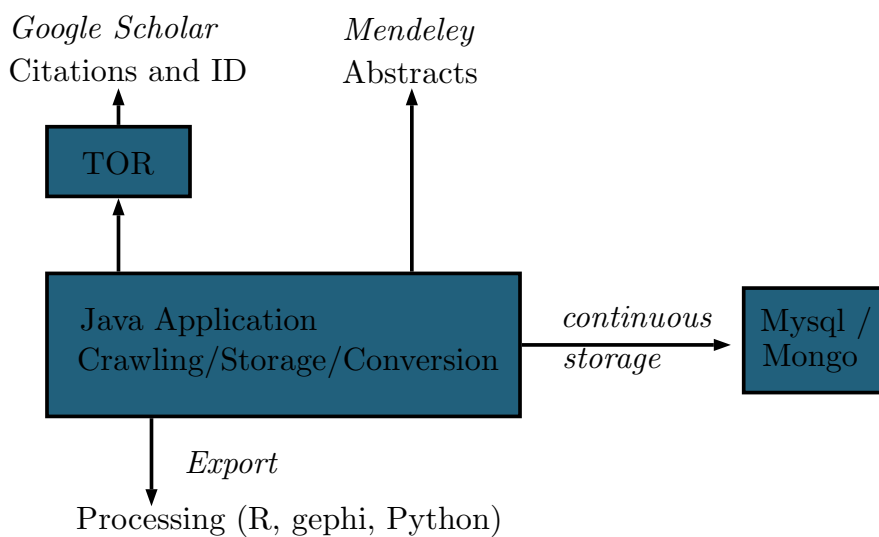 Google Scholar
Citations and ID
Mendeley
Abstracts
TOR
Java Application
Crawling/Storage/Conversion
continuous
storage
Mysql /
Mongo
Export
Processing (R, gephi, Python)